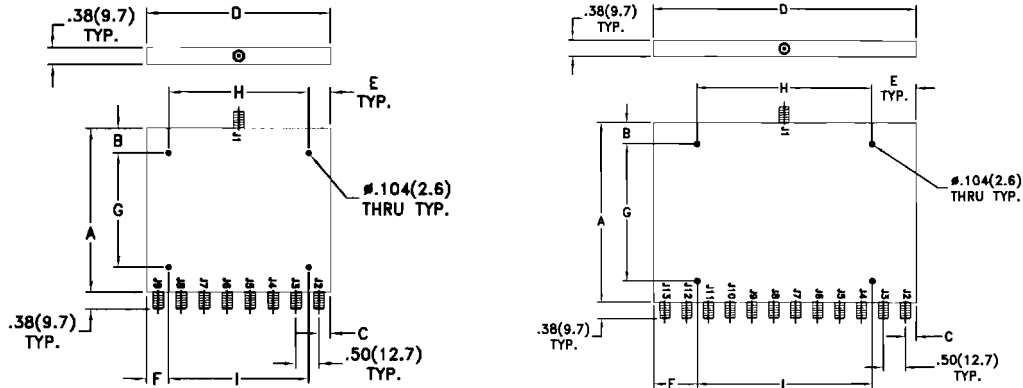 .38(9.7)
TYP.
D
H
E
TYP.
J1
B
G
A
ø.104(2.6)
THRU TYP.
J9 J8 J7 J6 J5 J4 J3 J2
.38(9.7)
TYP.
C
.50(12.7)
TYP.
F
I
.38(9.7)
TYP.
D
H
E
TYP.
J1
B
G
A
ø.104(2.6)
THRU TYP.
J13 J12 J11 J10 J9 J8 J7 J6 J5 J4 J3 J2
.38(9.7)
TYP.
C
.50(12.7)
TYP.
F
I